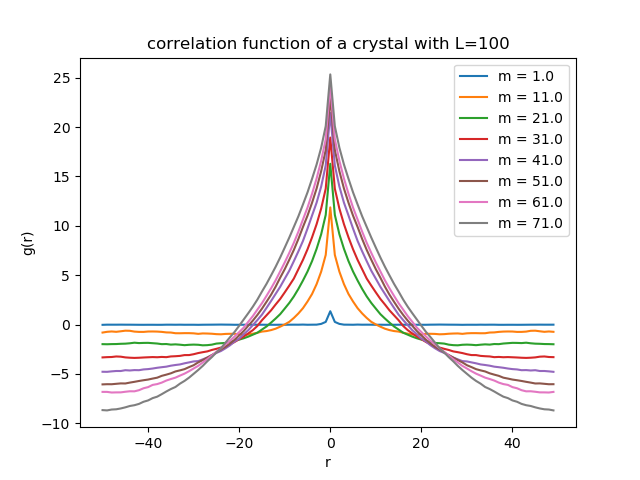 correlation function of a crystal with L=100
g(r)
25
20
15
10
5
0
−5
−10
−40
−20
0
20
40
r
m = 1.0
m = 11.0
m = 21.0
m = 31.0
m = 41.0
m = 51.0
m = 61.0
m = 71.0